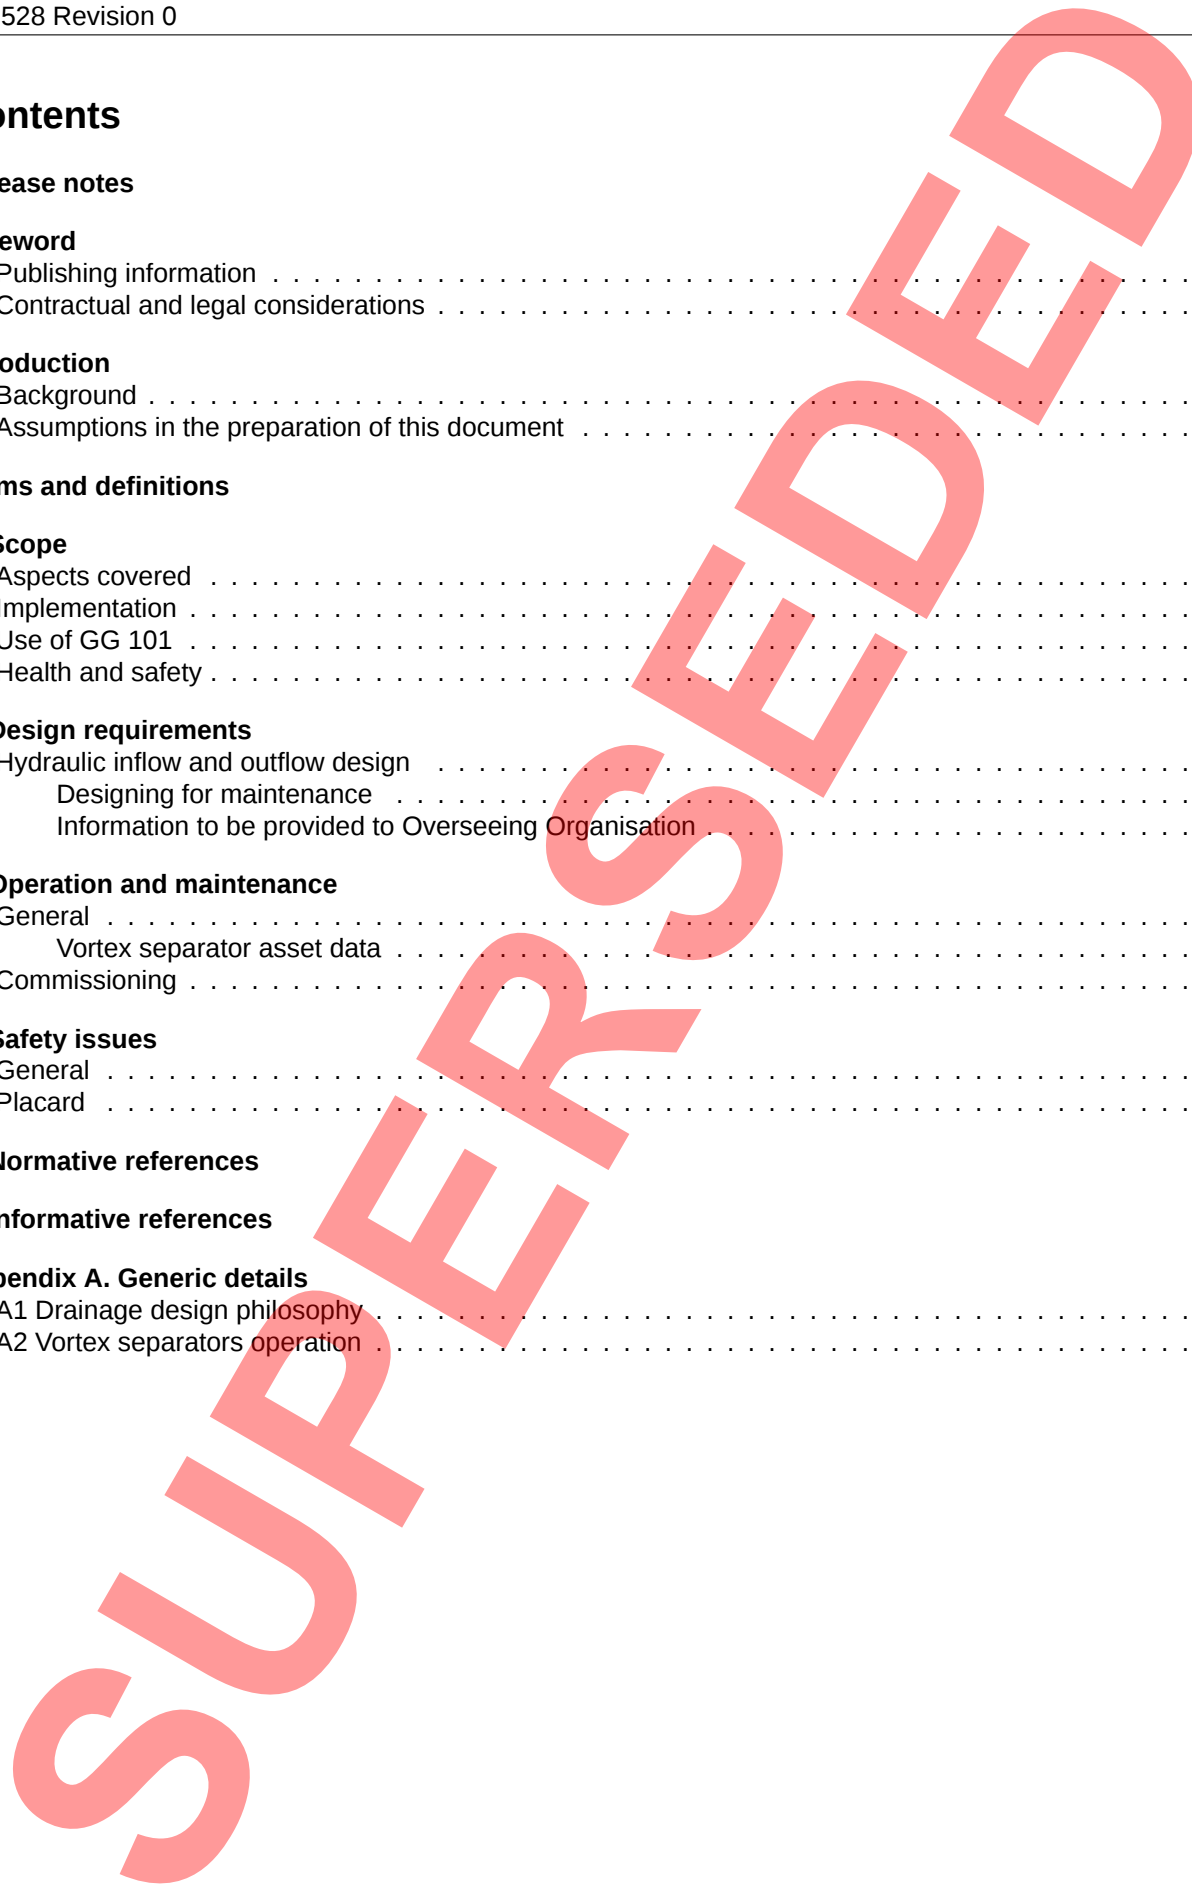 528 Revision 0
ontents
ease notes
eword
Publishing information . . . . . . . . . . . . . . . . . . . . . . . . . . . . . . . . . . . . . . . . . . . . .
Contractual and legal considerations . . . . . . . . . . . . . . . . . . . . . . . . . . . . . . . . . . . . .
oduction
Background . . . . . . . . . . . . . . . . . . . . . . . . . . . . . . . . . . . . . . . . . . . . . . . . . . .
Assumptions in the preparation of this document . . . . . . . . . . . . . . . . . . . . . . . . . . . . . .
ms and definitions
Scope
Aspects covered . . . . . . . . . . . . . . . . . . . . . . . . . . . . . . . . . . . . . . . . . . . . . . . .
Implementation . . . . . . . . . . . . . . . . . . . . . . . . . . . . . . . . . . . . . . . . . . . . . . . . .
Use of GG 101 . . . . . . . . . . . . . . . . . . . . . . . . . . . . . . . . . . . . . . . . . . . . . . . . .
Health and safety . . . . . . . . . . . . . . . . . . . . . . . . . . . . . . . . . . . . . . . . . . . . . . . .
Design requirements
Hydraulic inflow and outflow design . . . . . . . . . . . . . . . . . . . . . . . . . . . . . . . . . . . . .
Designing for maintenance . . . . . . . . . . . . . . . . . . . . . . . . . . . . . . . . . . . . . . .
Information to be provided to Overseeing Organisation . . . . . . . . . . . . . . . . . . . . . . . .
Operation and maintenance
General . . . . . . . . . . . . . . . . . . . . . . . . . . . . . . . . . . . . . . . . . . . . . . . . . . . . .
Vortex separator asset data . . . . . . . . . . . . . . . . . . . . . . . . . . . . . . . . . . . . . . .
Commissioning . . . . . . . . . . . . . . . . . . . . . . . . . . . . . . . . . . . . . . . . . . . . . . . . .
Safety issues
General . . . . . . . . . . . . . . . . . . . . . . . . . . . . . . . . . . . . . . . . . . . . . . . . . . . . .
Placard . . . . . . . . . . . . . . . . . . . . . . . . . . . . . . . . . . . . . . . . . . . . . . . . . . . . .
Normative references
nformative references
pendix A. Generic details
A1 Drainage design philosophy . . . . . . . . . . . . . . . . . . . . . . . . . . . . . . . . . . . . . . . .
A2 Vortex separators operation . . . . . . . . . . . . . . . . . . . . . . . . . . . . . . . . . . . . . . . .
SUPERSEDED